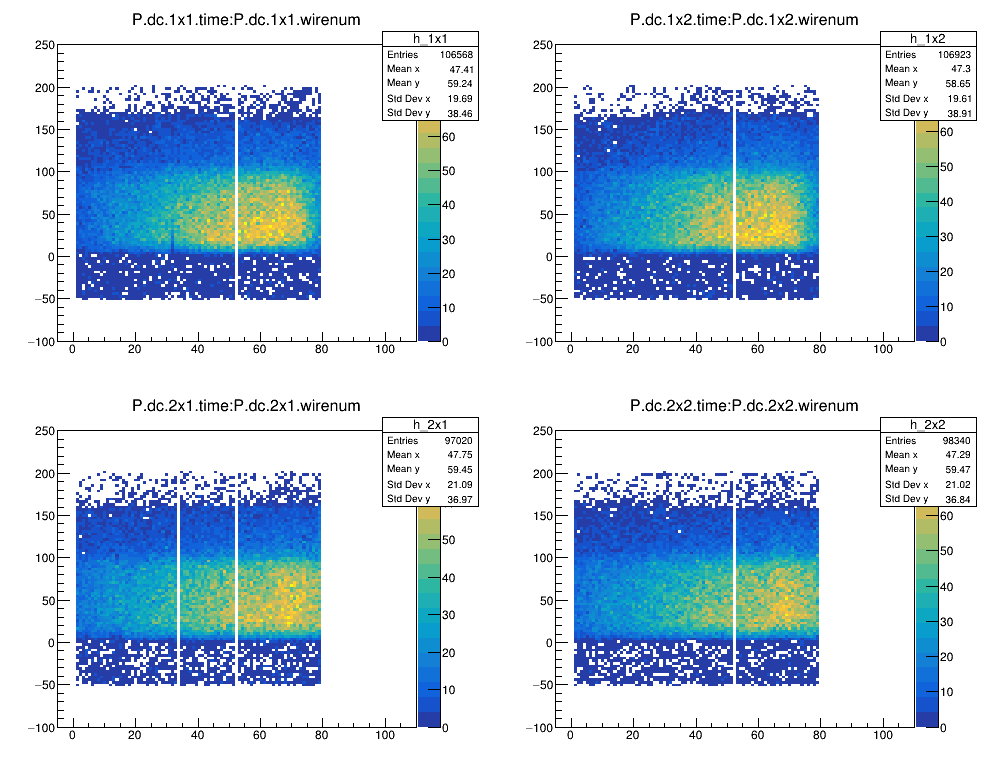 P.dc.1x1.time:P.dc.1x1.wirenum
h_1x1
Entries 106568
Mean x 47.41
Mean y 59.24
Std Dev x 19.69
Std Dev y 38.46
250
200
150
100
50
0
−50
−100
0 20 40 60 80 100
60
50
40
30
20
10
0
P.dc.1x2.time:P.dc.1x2.wirenum
h_1x2
Entries 106923
Mean x 47.3
Mean y 58.65
Std Dev x 19.61
Std Dev y 38.91
250
200
150
100
50
0
−50
−100
0 20 40 60 80 100
60
50
40
30
20
10
0
P.dc.2x1.time:P.dc.2x1.wirenum
h_2x1
Entries 97020
Mean x 47.75
Mean y 59.45
Std Dev x 21.09
Std Dev y 36.97
250
200
150
100
50
0
−50
−100
0 20 40 60 80 100
50
40
30
20
10
0
P.dc.2x2.time:P.dc.2x2.wirenum
h_2x2
Entries 98340
Mean x 47.29
Mean y 59.47
Std Dev x 21.02
Std Dev y 36.84
250
200
150
100
50
0
−50
−100
0 20 40 60 80 100
60
50
40
30
20
10
0